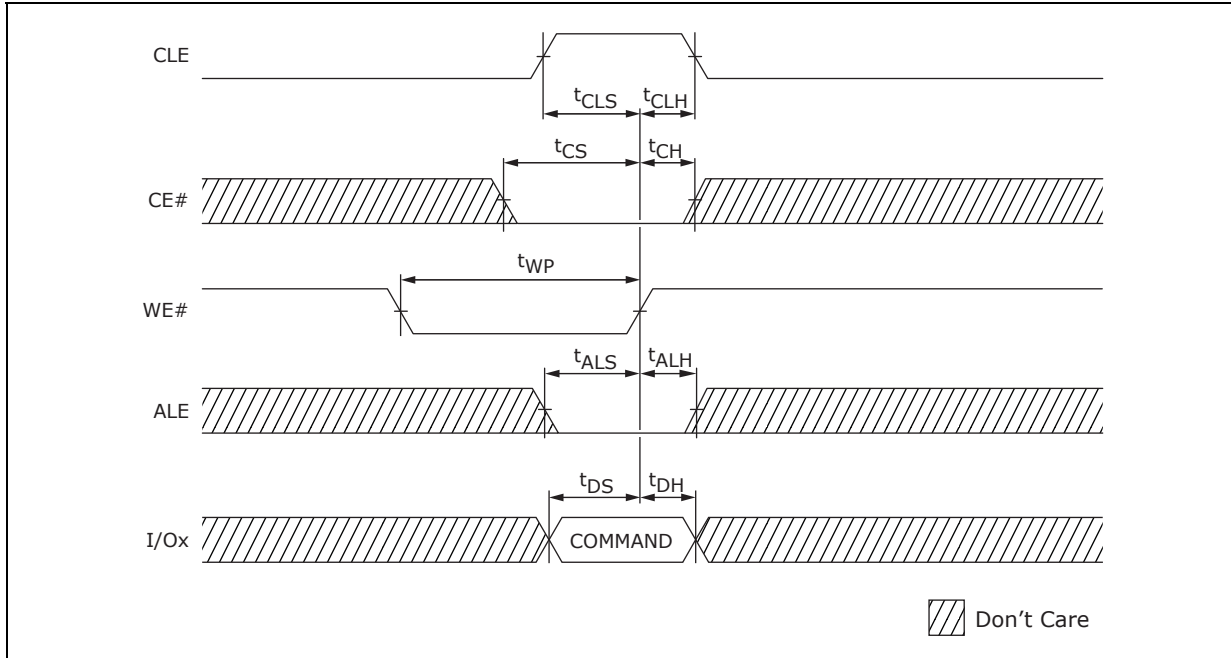 CLE
tCLS tCLH
tCS tCH
CE#
tWP
WE#
tALS tALH
ALE
tDS tDH
I/Ox COMMAND
Don't Care